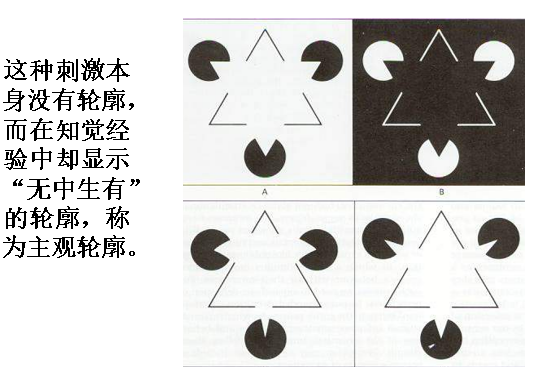 这种刺激本
身没有轮廓，
而在知觉经
验中却显示
“无中生有”
的轮廓，称
为主观轮廓。
A
B